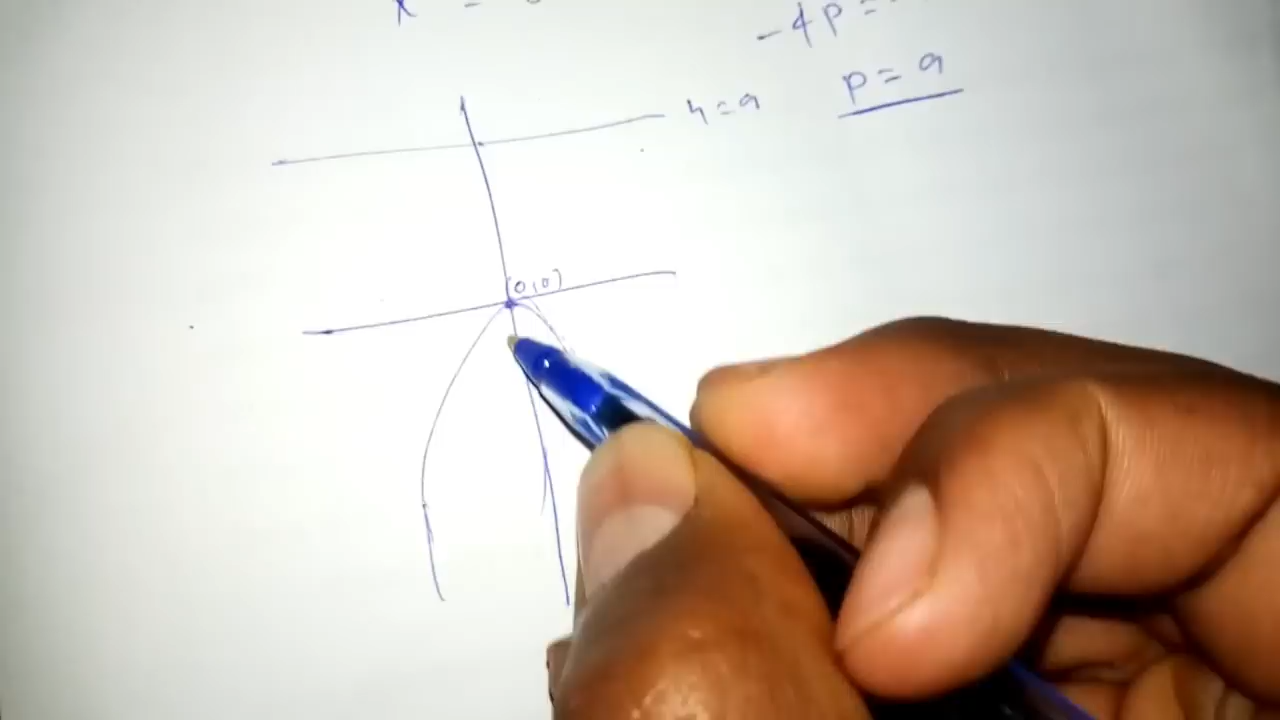 -4p =
p = 9
y = 9
(0,0)